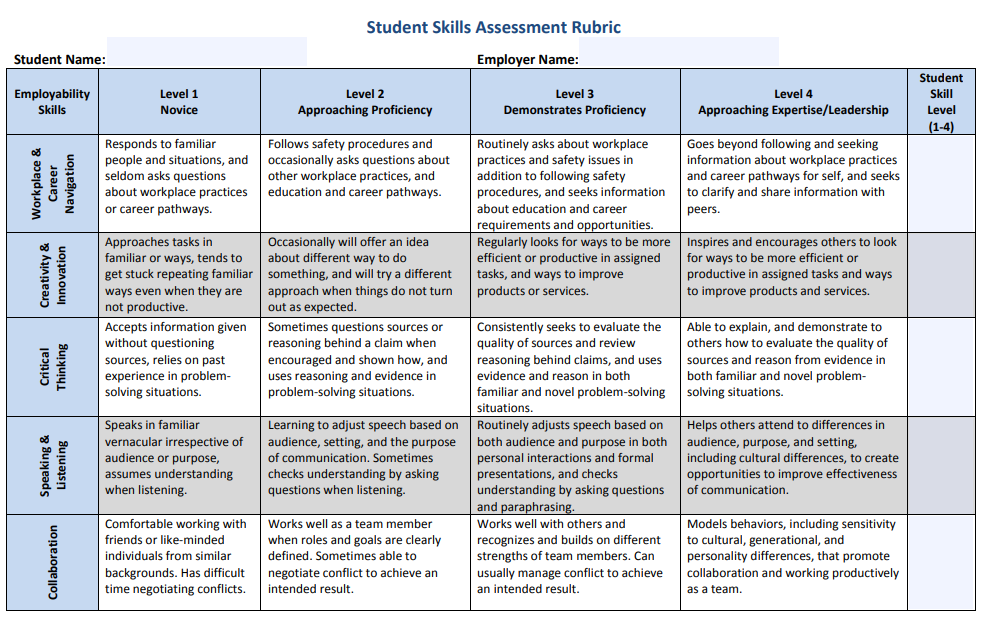 Student Skills Assessment Rubric
Student Name:
Employer Name:
Employability
Skills
Level 1
Novice
Level 2
Approaching Proficiency
Level 3
Demonstrates Proficiency
Level 4
Approaching Expertise/Leadership
Student
Skill
Level
(1-4)
Workplace &
Career
Navigation
Responds to familiar
people and situations, and
seldom asks questions
about workplace practices
or career pathways.
Follows safety procedures and
occasionally asks questions about
other workplace practices, and
education and career pathways.
Routinely asks about workplace
practices and safety issues in
addition to following safety
procedures, and seeks information
about education and career
requirements and opportunities.
Goes beyond following and seeking
information about workplace practices
and career pathways for self, and seeks
to clarify and share information with
peers.
Creativity &
Innovation
Approaches tasks in
familiar or ways, tends to
get stuck repeating familiar
ways even when they are
not productive.
Occasionally will offer an idea
about different way to do
something, and will try a different
approach when things do not turn
out as expected.
Regularly looks for ways to be more
efficient or productive in assigned
tasks, and ways to improve
products or services.
Inspires and encourages others to look
for ways to be more efficient or
productive in assigned tasks and ways
to improve products and services.
Critical
Thinking
Accepts information given
without questioning
sources, relies on past
experience in problem-
solving situations.
Sometimes questions sources or
reasoning behind a claim when
encouraged and shown how, and
uses reasoning and evidence in
problem-solving situations.
Consistently seeks to evaluate the
quality of sources and review
reasoning behind claims, and uses
evidence and reason in both
familiar and novel problem-solving
situations.
Able to explain, and demonstrate to
others how to evaluate the quality of
sources and reason from evidence in
both familiar and novel problem-
solving situations.
Speaking &
Listening
Speaks in familiar
vernacular irrespective of
audience or purpose,
assumes understanding
when listening.
Learning to adjust speech based on
audience, setting, and the purpose
of communication. Sometimes
checks understanding by asking
questions when listening.
Routinely adjusts speech based on
both audience and purpose in both
personal interactions and formal
presentations, and checks
understanding by asking questions
and paraphrasing.
Helps others attend to differences in
audience, purpose, and setting,
including cultural differences, to create
opportunities to improve effectiveness
of communication.
Collaboration
Comfortable working with
friends or like-minded
individuals from similar
backgrounds. Has difficult
time negotiating conflicts.
Works well as a team member
when roles and goals are clearly
defined. Sometimes able to
negotiate conflict to achieve an
intended result.
Works well with others and
recognizes and builds on different
strengths of team members. Can
usually manage conflict to achieve
an intended result.
Models behaviors, including sensitivity
to cultural, generational, and
personality differences, that promote
collaboration and working productively
as a team.